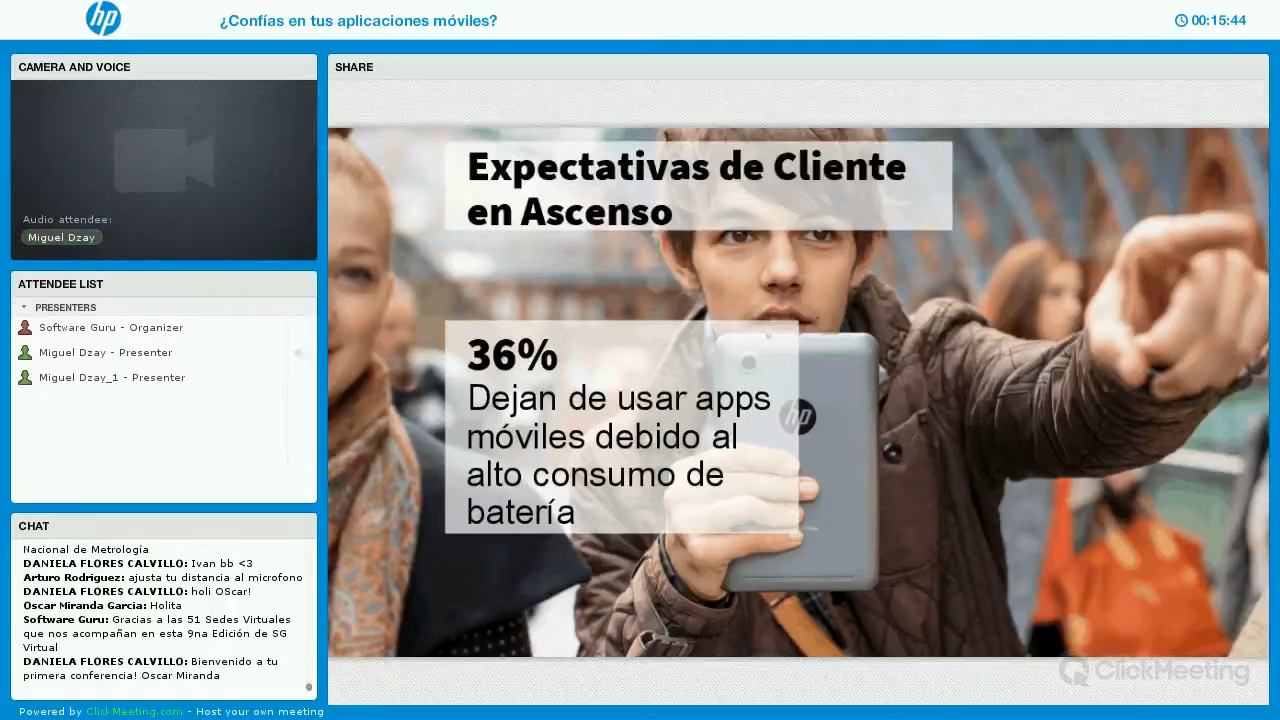 hp
¿Confías en tus aplicaciones móviles?
00:15:44
CAMERA AND VOICE
Audio attendee:
Miguel Dzay
ATTENDEE LIST
PRESENTERS
Software Guru - Organizer
Miguel Dzay - Presenter
Miguel Dzay_1 - Presenter
CHAT
Nacional de Metrología
DANIELA FLORES CALVILLO: Ivan bb <3
Arturo Rodriguez: ajusta tu distancia al microfono
DANIELA FLORES CALVILLO: holi OScar!
Oscar Miranda Garcia: Holita
Software Guru: Gracias a las 51 Sedes Virtuales
que nos acompañan en esta 9na Edición de SG
Virtual
DANIELA FLORES CALVILLO: Bienvenido a tu
primera conferencia! Oscar Miranda
Powered by ClickMeeting.com - Host your own meeting
SHARE
Expectativas de Cliente
en Ascenso
36%
Dejan de usar apps
móviles debido al
alto consumo de
batería
hp
ClickMeeting